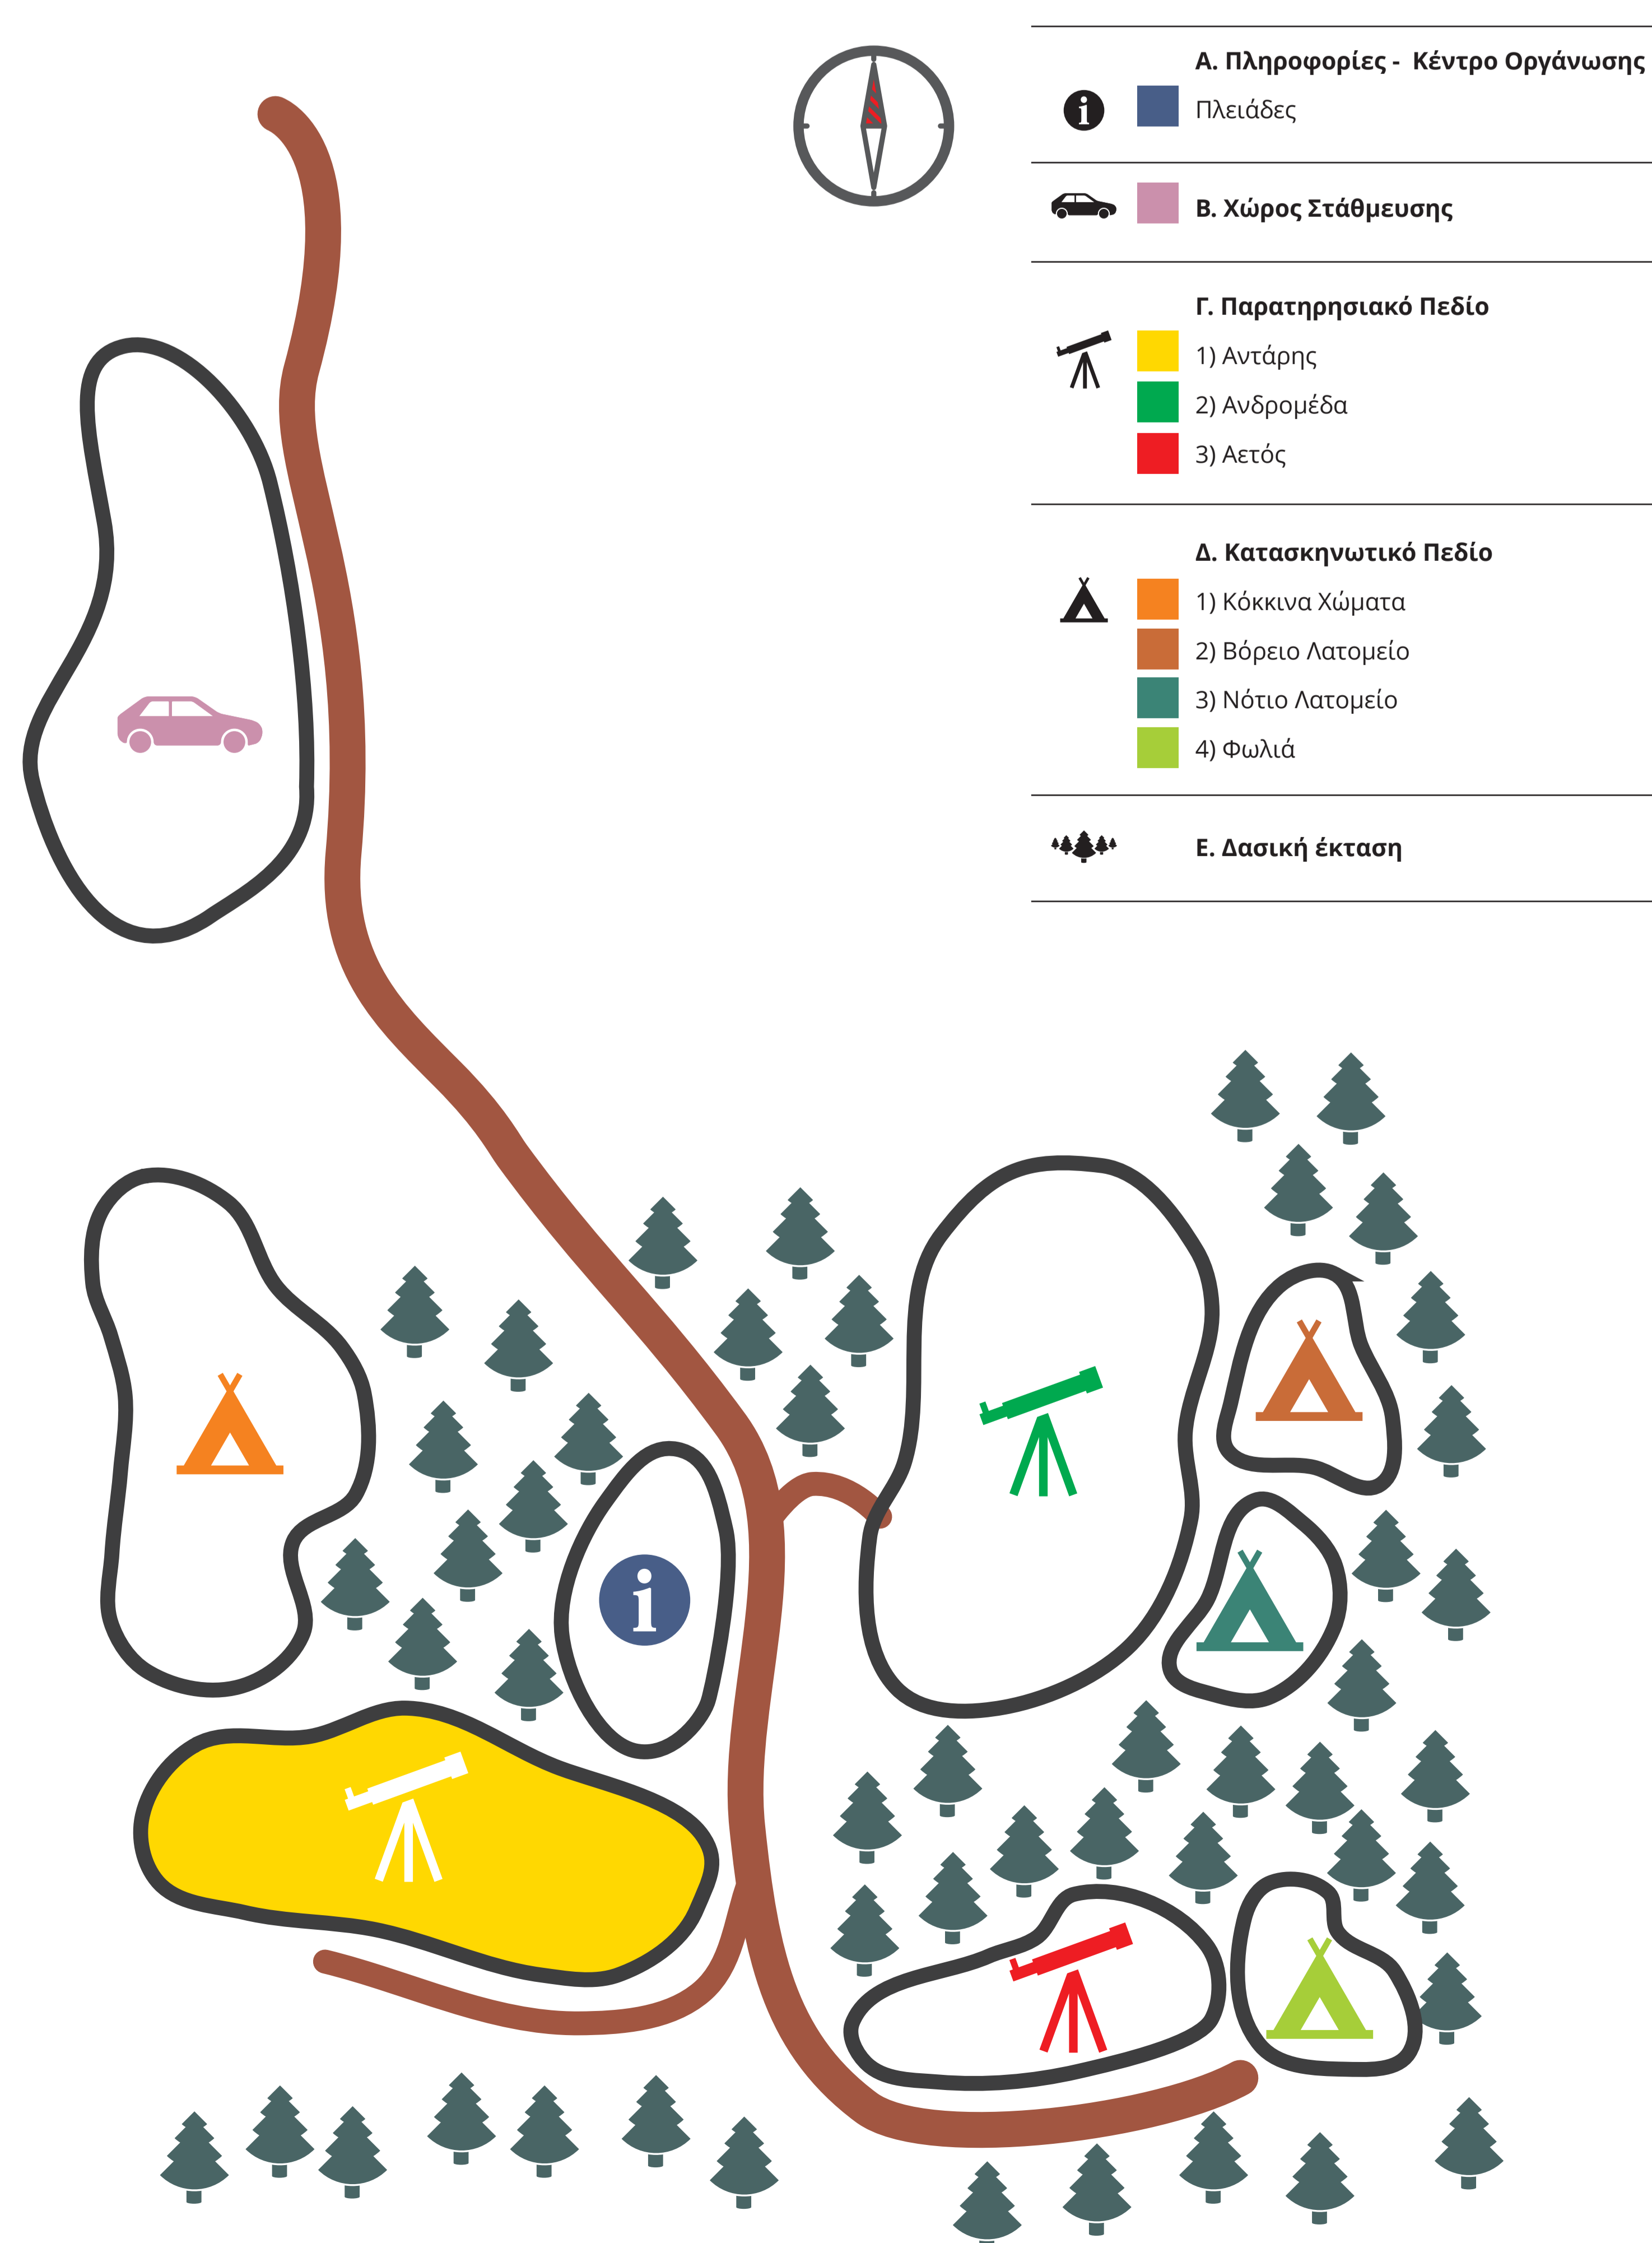 Α. Πληροφορίες - Κέντρο Οργάνωσης
i
Πλειάδες
Β. Χώρος Στάθμευσης
Γ. Παρατηρησιακό Πεδίο
1) Αντάρης
2) Ανδρομέδα
3) Αετός
Δ. Κατασκηνωτικό Πεδίο
1) Κόκκινα Χώματα
2) Βόρειο Λατομείο
3) Νότιο Λατομείο
4) Φωλιά
Ε. Δασική έκταση
i